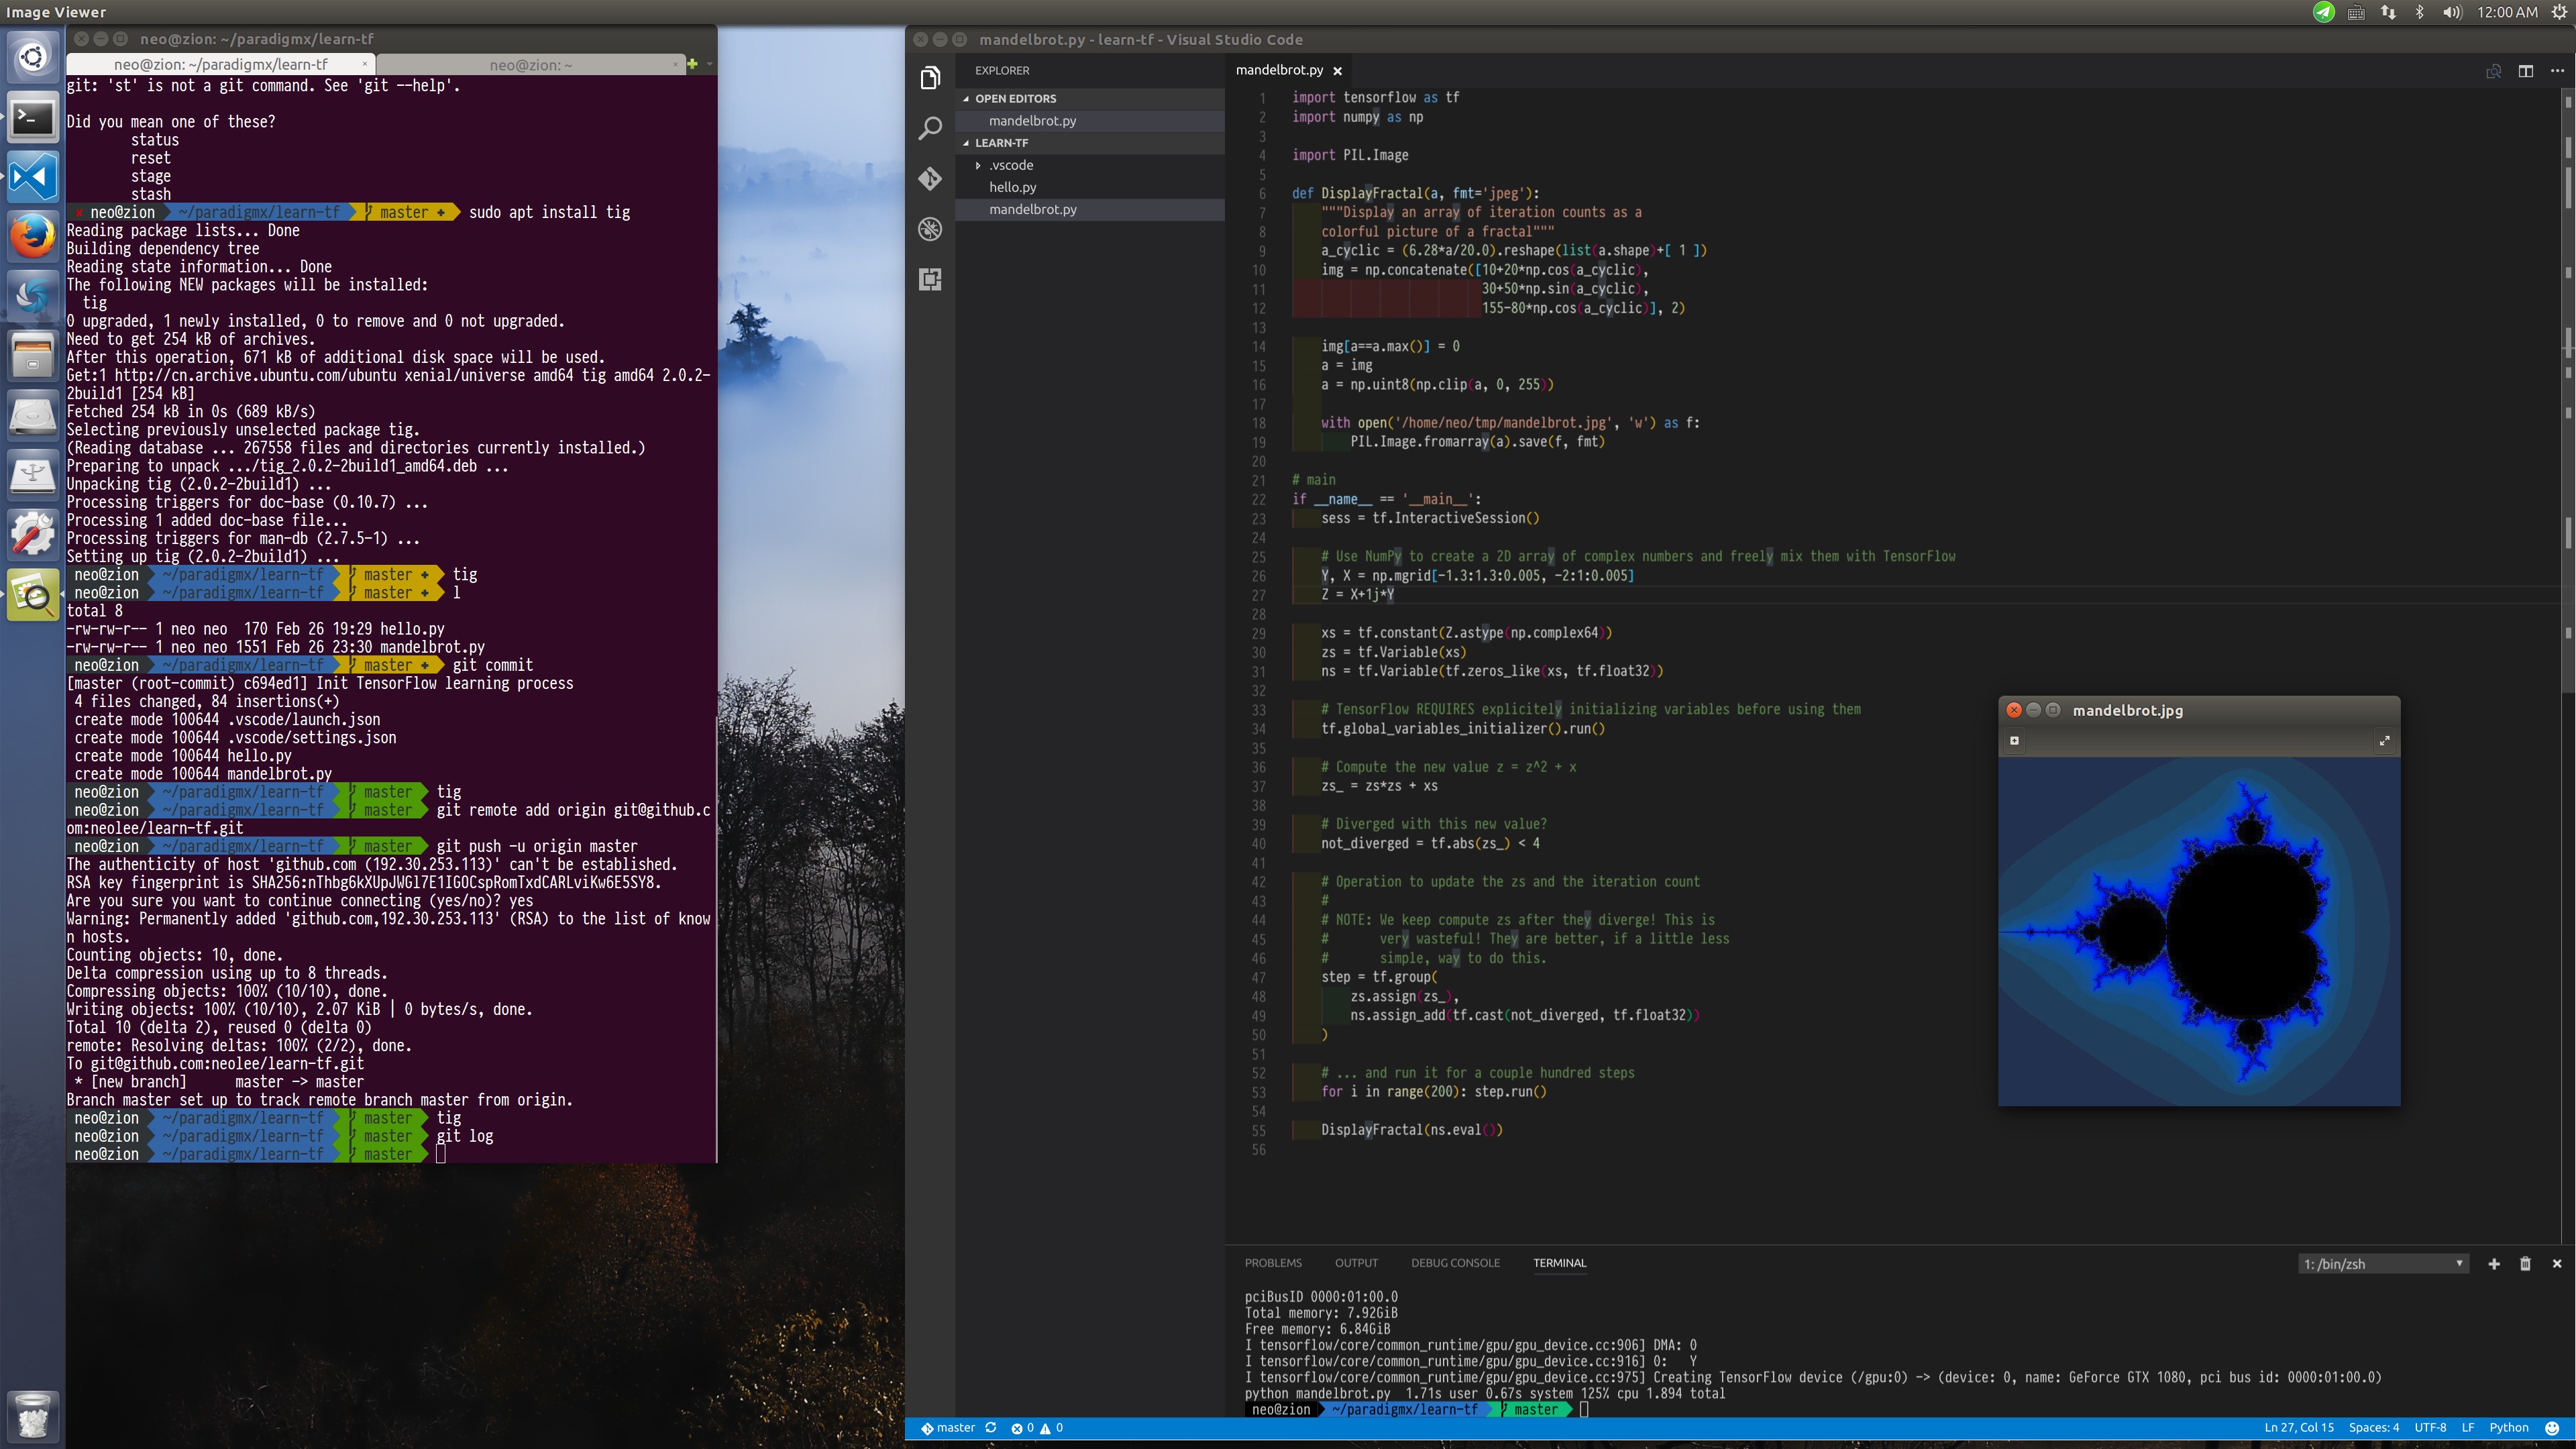 Image Viewer
12:00 AM
neo@zion: ~/paradigmx/learn-tf
neo@zion: ~/paradigmx/learn-tf × neo@zion: ~ ×
git: 'st' is not a git command. See 'git --help'.
Did you mean one of these?
status
reset
stage
stash
✘ neo@zion ~/paradigmx/learn-tf master + sudo apt install tig
Reading package lists... Done
Building dependency tree
Reading state information... Done
The following NEW packages will be installed:
tig
0 upgraded, 1 newly installed, 0 to remove and 0 not upgraded.
Need to get 254 kB of archives.
After this operation, 671 kB of additional disk space will be used.
Get:1 http://cn.archive.ubuntu.com/ubuntu xenial/universe amd64 tig amd64 2.0.2-
2build1 [254 kB]
Fetched 254 kB in 0s (689 kB/s)
Selecting previously unselected package tig.
(Reading database ... 267558 files and directories currently installed.)
Preparing to unpack .../tig_2.0.2-2build1_amd64.deb ...
Unpacking tig (2.0.2-2build1) ...
Processing triggers for doc-base (0.10.7) ...
Processing 1 added doc-base file...
Processing triggers for man-db (2.7.5-1) ...
Setting up tig (2.0.2-2build1) ...
neo@zion ~/paradigmx/learn-tf master + tig
neo@zion ~/paradigmx/learn-tf master + l
total 8
-rw-rw-r-- 1 neo neo  170 Feb 26 19:29 hello.py
-rw-rw-r-- 1 neo neo 1551 Feb 26 23:30 mandelbrot.py
neo@zion ~/paradigmx/learn-tf master + git commit
[master (root-commit) c694ed1] Init TensorFlow learning process
4 files changed, 84 insertions(+)
create mode 100644 .vscode/launch.json
create mode 100644 .vscode/settings.json
create mode 100644 hello.py
create mode 100644 mandelbrot.py
neo@zion ~/paradigmx/learn-tf master tig
neo@zion ~/paradigmx/learn-tf master git remote add origin git@github.c
om:neolee/learn-tf.git
neo@zion ~/paradigmx/learn-tf master git push -u origin master
The authenticity of host 'github.com (192.30.253.113)' can't be established.
RSA key fingerprint is SHA256:nThbg6kXUpJWGl7E1IGOCspRomTxdCARLviKw6E5SY8.
Are you sure you want to continue connecting (yes/no)? yes
Warning: Permanently added 'github.com,192.30.253.113' (RSA) to the list of know
n hosts.
Counting objects: 10, done.
Delta compression using up to 8 threads.
Compressing objects: 100% (10/10), done.
Writing objects: 100% (10/10), 2.07 KiB | 0 bytes/s, done.
Total 10 (delta 2), reused 0 (delta 0)
remote: Resolving deltas: 100% (2/2), done.
To git@github.com:neolee/learn-tf.git
* [new branch]      master -> master
Branch master set up to track remote branch master from origin.
neo@zion ~/paradigmx/learn-tf master tig
neo@zion ~/paradigmx/learn-tf master git log
neo@zion ~/paradigmx/learn-tf master
mandelbrot.py - learn-tf - Visual Studio Code
EXPLORER
OPEN EDITORS
mandelbrot.py
LEARN-TF
.vscode
hello.py
mandelbrot.py
mandelbrot.py ×
1 import tensorflow as tf
2 import numpy as np
3
4 import PIL.Image
5
6 def DisplayFractal(a, fmt='jpeg'):
7 """Display an array of iteration counts as a
8 colorful picture of a fractal"""
9 a_cyclic = (6.28*a/20.0).reshape(list(a.shape)+[ 1 ])
10 img = np.concatenate([10+20*np.cos(a_cyclic),
11 30+50*np.sin(a_cyclic),
12 155-80*np.cos(a_cyclic)], 2)
13
14 img[a==a.max()] = 0
15 a = img
16 a = np.uint8(np.clip(a, 0, 255))
17
18 with open('/home/neo/tmp/mandelbrot.jpg', 'w') as f:
19 PIL.Image.fromarray(a).save(f, fmt)
20
21 # main
22 if __name__ == '__main__':
23 sess = tf.InteractiveSession()
24
25 # Use NumPy to create a 2D array of complex numbers and freely mix them with TensorFlow
26 Y, X = np.mgrid[-1.3:1.3:0.005, -2:1:0.005]
27 Z = X+1j*Y
28
29 xs = tf.constant(Z.astype(np.complex64))
30 zs = tf.Variable(xs)
31 ns = tf.Variable(tf.zeros_like(xs, tf.float32))
32
33 # TensorFlow REQUIRES explicitely initializing variables before using them
34 tf.global_variables_initializer().run()
35
36 # Compute the new value z = z^2 + x
37 zs_ = zs*zs + xs
38
39 # Diverged with this new value?
40 not_diverged = tf.abs(zs_) < 4
41
42 # Operation to update the zs and the iteration count
43 #
44 # NOTE: We keep compute zs after they diverge! This is
45 #       very wasteful! They are better, if a little less
46 #       simple, way to do this.
47 step = tf.group(
48 zs.assign(zs_),
49 ns.assign_add(tf.cast(not_diverged, tf.float32))
50 )
51
52 # ... and run it for a couple hundred steps
53 for i in range(200): step.run()
54
55 DisplayFractal(ns.eval())
56
mandelbrot.jpg
PROBLEMS OUTPUT DEBUG CONSOLE TERMINAL
1: /bin/zsh
pciBusID 0000:01:00.0
Total memory: 7.92GiB
Free memory: 6.84GiB
I tensorflow/core/common_runtime/gpu/gpu_device.cc:906] DMA: 0
I tensorflow/core/common_runtime/gpu/gpu_device.cc:916] 0:   Y
I tensorflow/core/common_runtime/gpu/gpu_device.cc:975] Creating TensorFlow device (/gpu:0) -> (device: 0, name: GeForce GTX 1080, pci bus id: 0000:01:00.0)
python mandelbrot.py  1.71s user 0.67s system 125% cpu 1.894 total
neo@zion ~/paradigmx/learn-tf master
master 0 0
Ln 27, Col 15 Spaces: 4 UTF-8 LF Python